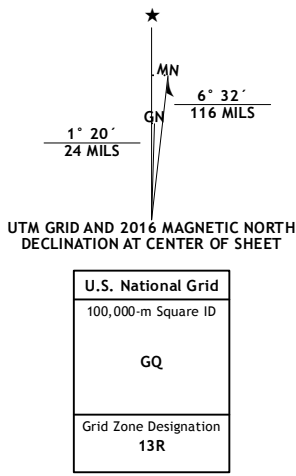 ★
MN
6° 32´
116 MILS
GN
1° 20´
24 MILS
UTM GRID AND 2016 MAGNETIC NORTH
DECLINATION AT CENTER OF SHEET
U.S. National Grid
100,000-m Square ID
GQ
Grid Zone Designation
13R